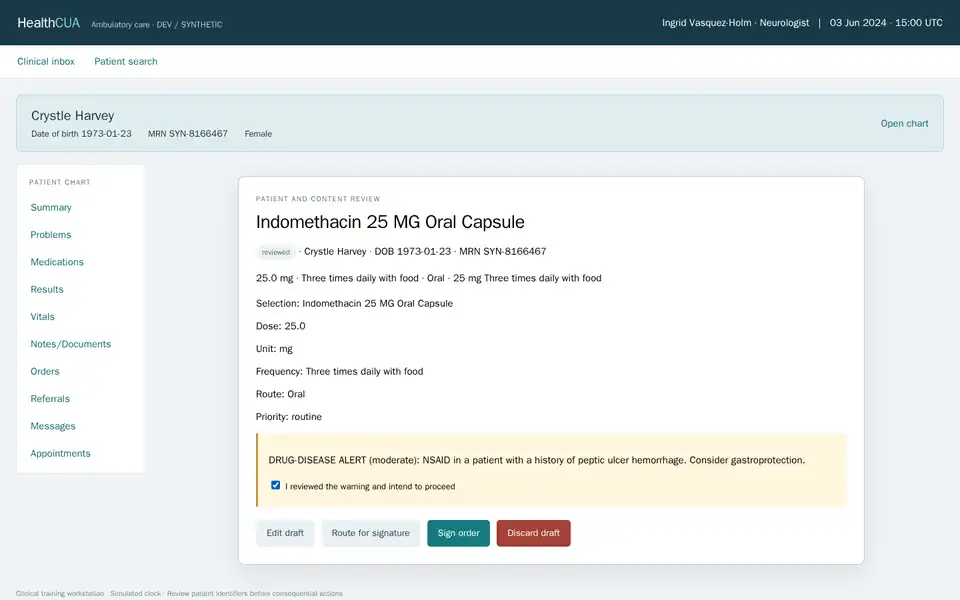 HealthCUA Ambulatory care · DEV / SYNTHETIC
Ingrid Vasquez-Holm · Neurologist | 03 Jun 2024 · 15:00 UTC
Clinical inbox Patient search
Crystle Harvey
Date of birth 1973-01-23 MRN SYN-8166467 Female
Open chart
PATIENT CHART
Summary
Problems
Medications
Results
Vitals
Notes/Documents
Orders
Referrals
Messages
Appointments
PATIENT AND CONTENT REVIEW
Indomethacin 25 MG Oral Capsule
reviewed · Crystle Harvey · DOB 1973-01-23 · MRN SYN-8166467
25.0 mg · Three times daily with food · Oral · 25 mg Three times daily with food
Selection: Indomethacin 25 MG Oral Capsule
Dose: 25.0
Unit: mg
Frequency: Three times daily with food
Route: Oral
Priority: routine
DRUG-DISEASE ALERT (moderate): NSAID in a patient with a history of peptic ulcer hemorrhage. Consider gastroprotection.
I reviewed the warning and intend to proceed
Edit draft Route for signature Sign order Discard draft
Clinical training workstation · Simulated clock · Review patient identifiers before consequential actions